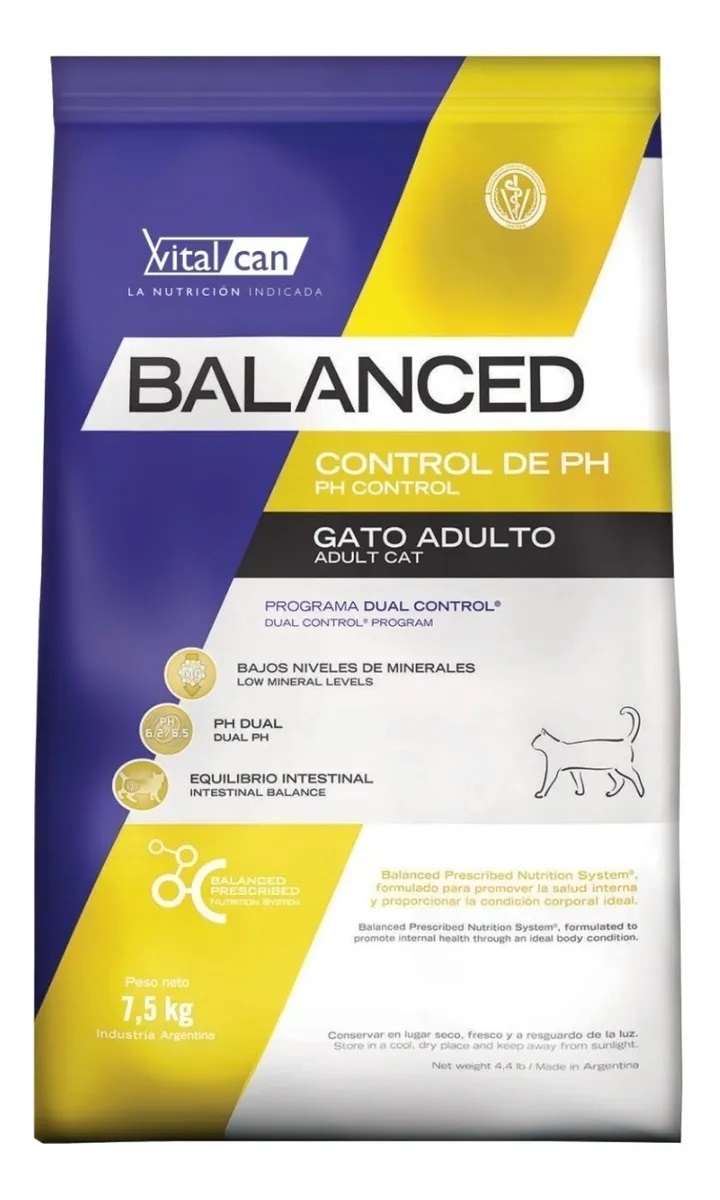 Vital can
LA NUTRICIÓN INDICADA
BALANCED
CONTROL DE PH
PH CONTROL
GATO ADULTO
ADULT CAT
PROGRAMA DUAL CONTROL®
DUAL CONTROL® PROGRAM
MG
BAJOS NIVELES DE MINERALES
LOW MINERAL LEVELS
PH
6.2/6.5
PH DUAL
DUAL PH
EQUILIBRIO INTESTINAL
INTESTINAL BALANCE
BALANCED
PRESCRIBED
NUTRITION SYSTEM
Balanced Prescribed Nutrition System®,
formulado para promover la salud interna
y proporcionar la condición corporal ideal.
Balanced Prescribed Nutrition System®, formulated to
promote internal health through an ideal body condition.
Peso neto
7,5 kg
Industria Argentina
Conservar en lugar seco, fresco y a resguardo de la luz.
Store in a cool, dry place and keep away from sunlight.
Net weight 4.4 lb / Made in Argentina